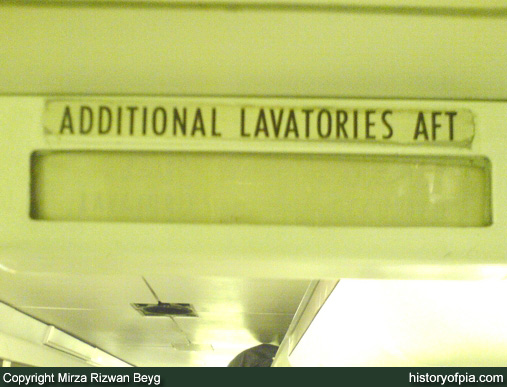 ADDITIONAL LAVATORIES AFT
Copyright Mirza Rizwan Beyg historyofpia.com